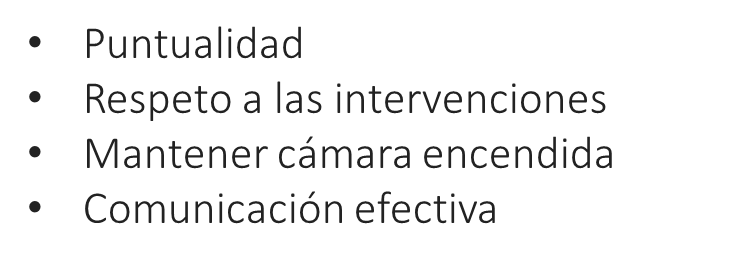 • Puntualidad
• Respeto a las intervenciones
• Mantener cámara encendida
• Comunicación efectiva